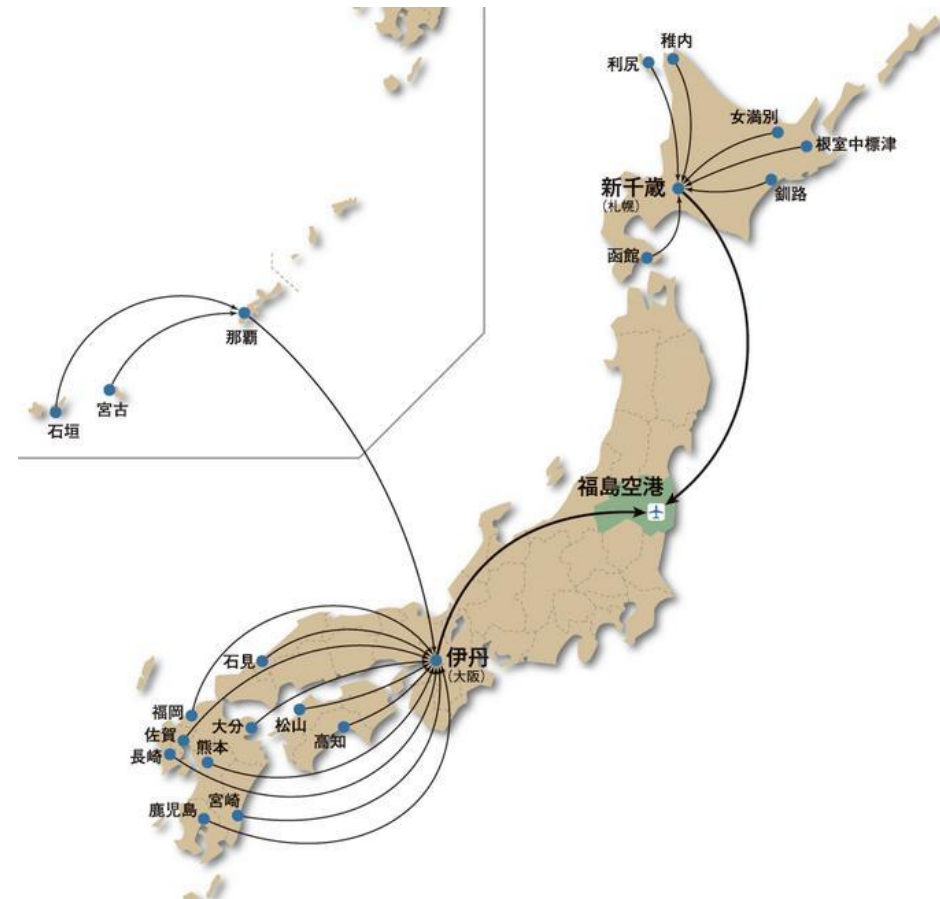 稚内
利尻
女満別
根室中標津
新千歳
(札幌)
釧路
函館
那覇
宮古
石垣
福島空港
石見
伊丹
(大阪)
福岡
大分
松山
佐賀
高知
熊本
長崎
宮崎
鹿児島